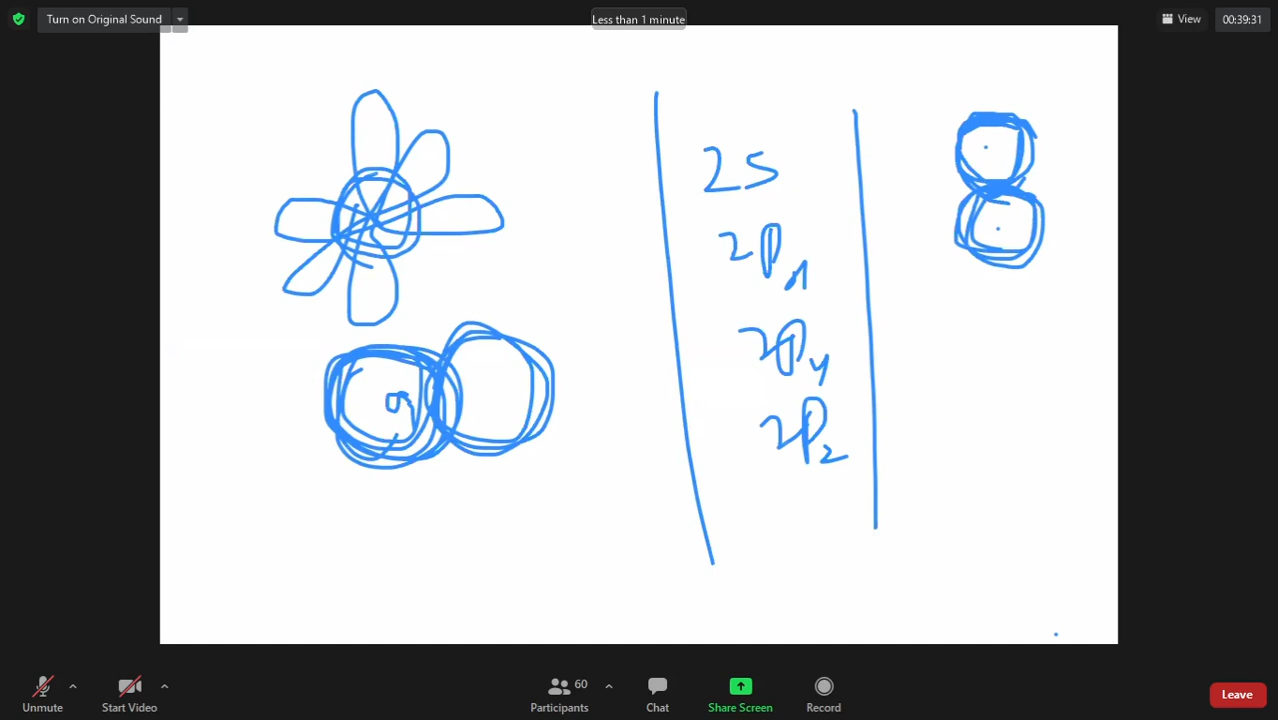 Turn on Original Sound
Less than 1 minute
View
00:39:31
2s
2px
2py
2pz
Unmute
Start Video
60
Participants
Chat
Share Screen
Record
Leave